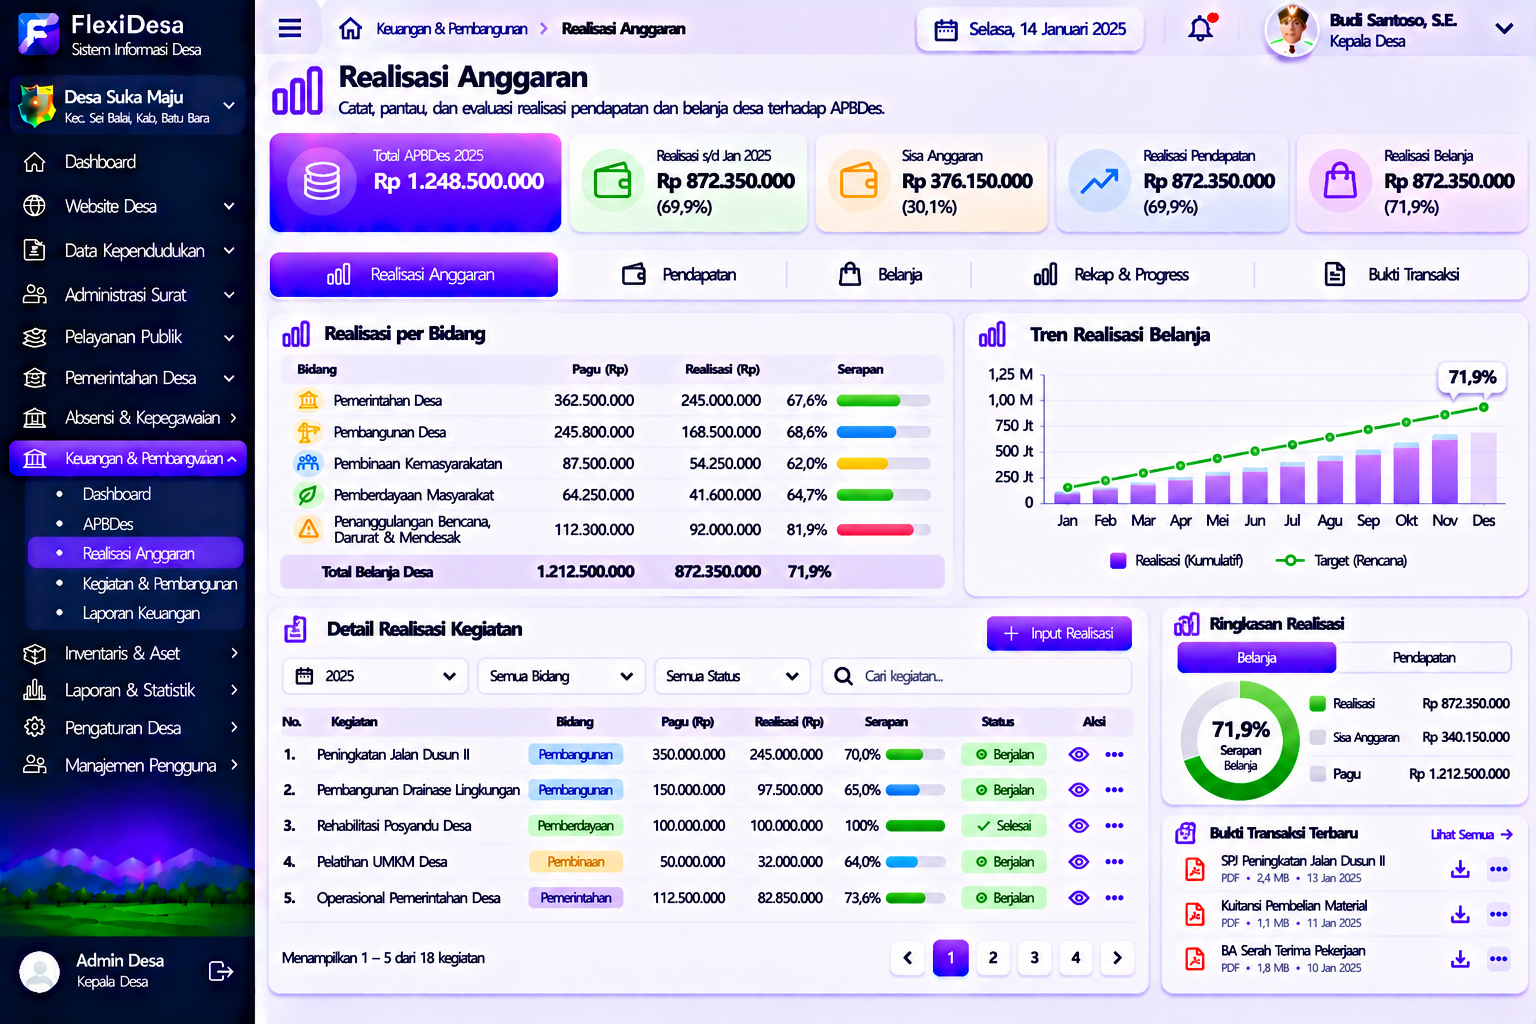 FlexiDesa
Sistem Informasi Desa
Desa Suka Maju
Kec. Sei Balai, Kab, Batu Bara
Dashboard
Website Desa
Data Kependudukan
Administrasi Surat
Pelayanan Publik
Pemerintahan Desa
Absensi & Kepegawaian
Keuangan &
Dashboard
APBDes
Realisasi Anggaran
Kegiatan & Pembangunan
Laporan Keuangan
Inventaris & Aset
Laporan & Statistik
Pengaturan Desa
Manajemen Pengguna
Admin Desa
Kepala Desa
Keuangan & Pembangunan > Realisasi Anggaran
Selasa, 14 Januari 2025
Budi Santoso, S.E.
Kepala Desa
Realisasi Anggaran
Catat, pantau, dan evaluasi realisasi pendapatan dan belanja desa terhadap APBDes.
Total APBDes 2025
Rp 1.248.500.000
Realisasi s/d Jan 2025
Rp 872.350.000
(69,9%)
Sisa Anggaran
Rp 376.150.000
(30,1%)
Realisasi Pendapatan
Rp 872.350.000
(69,9%)
Realisasi Belanja
Rp 872.350.000
(71,9%)
Realisasi Anggaran
Pendapatan
Belanja
Rekap & Progress
Bukti Transaksi
Realisasi per Bidang
Bidang Pagu (Rp) Realisasi (Rp) Serapan
Pemerintahan Desa 362.500.000 245.000.000 67,6%
Pembangunan Desa 245.800.000 168.500.000 68,6%
Pembinaan Kemasyarakatan 87.500.000 54.250.000 62,0%
Pemberdayaan Masyarakat 64.250.000 41.600.000 64,7%
Penanggulangan Bencana,
Darurat & Mendesak 112.300.000 92.000.000 81,9%
Total Belanja Desa 1.212.500.000 872.350.000 71,9%
Tren Realisasi Belanja
71,9%
1,25 M
1,00 M
750 Jt
500 Jt
250 Jt
0
Jan Feb Mar Apr Mei Jun Jul Agu Sep Okt Nov Des
Realisasi (Kumulatif) Target (Rencana)
Detail Realisasi Kegiatan
+ Input Realisasi
2025
Semua Bidang
Semua Status
Cari kegiatan...
No. Kegiatan Bidang Pagu (Rp) Realisasi (Rp) Serapan Status Aksi
1. Peningkatan Jalan Dusun II Pembangunan 350.000.000 245.000.000 70,0% Berjalan
2. Pembangunan Drainase Lingkungan Pembangunan 150.000.000 97.500.000 65,0% Berjalan
3. Rehabilitasi Posyandu Desa Pemberdayaan 100.000.000 100.000.000 100% Selesai
4. Pelatihan UMKM Desa Pembinaan 50.000.000 32.000.000 64,0% Berjalan
5. Operasional Pemerintahan Desa Pemerintahan 112.500.000 82.850.000 73,6% Berjalan
Menampilkan 1 – 5 dari 18 kegiatan
< 1 2 3 4 >
Ringkasan Realisasi
Belanja Pendapatan
71,9%
Serapan
Belanja
Realisasi Rp 872.350.000
Sisa Anggaran Rp 340.150.000
Pagu Rp 1.212.500.000
Bukti Transaksi Terbaru
Lihat Semua →
SPJ Peningkatan Jalan Dusun II
PDF • 2,4 MB • 13 Jan 2025
Kuitansi Pembelian Material
PDF • 1,1 MB • 11 Jan 2025
BA Serah Terima Pekerjaan
PDF • 1,8 MB • 10 Jan 2025